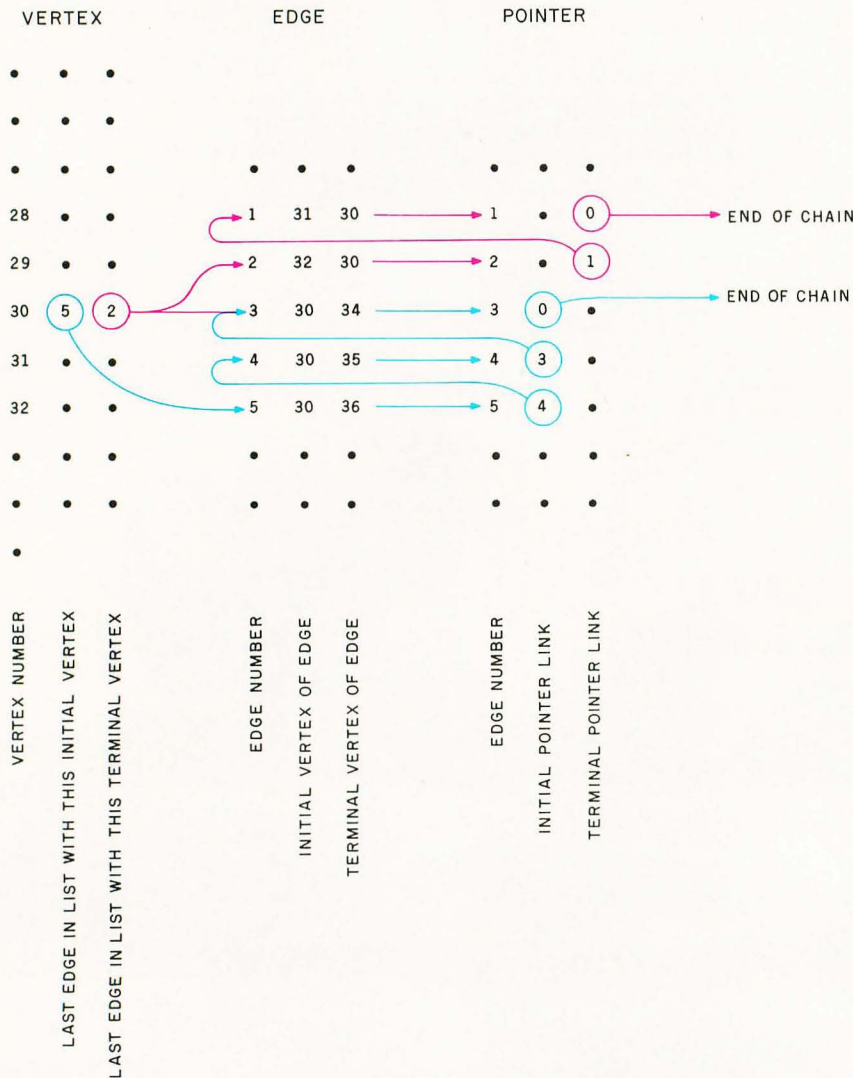 VERTEX EDGE POINTER
28 1 31 30 1 0 END OF CHAIN
29 2 32 30 2 1
30 5 2 3 30 34 3 0 END OF CHAIN
31 4 30 35 4 3
32 5 30 36 5 4
VERTEX NUMBER
LAST EDGE IN LIST WITH THIS INITIAL VERTEX
LAST EDGE IN LIST WITH THIS TERMINAL VERTEX
EDGE NUMBER
INITIAL VERTEX OF EDGE
TERMINAL VERTEX OF EDGE
EDGE NUMBER
INITIAL POINTER LINK
TERMINAL POINTER LINK